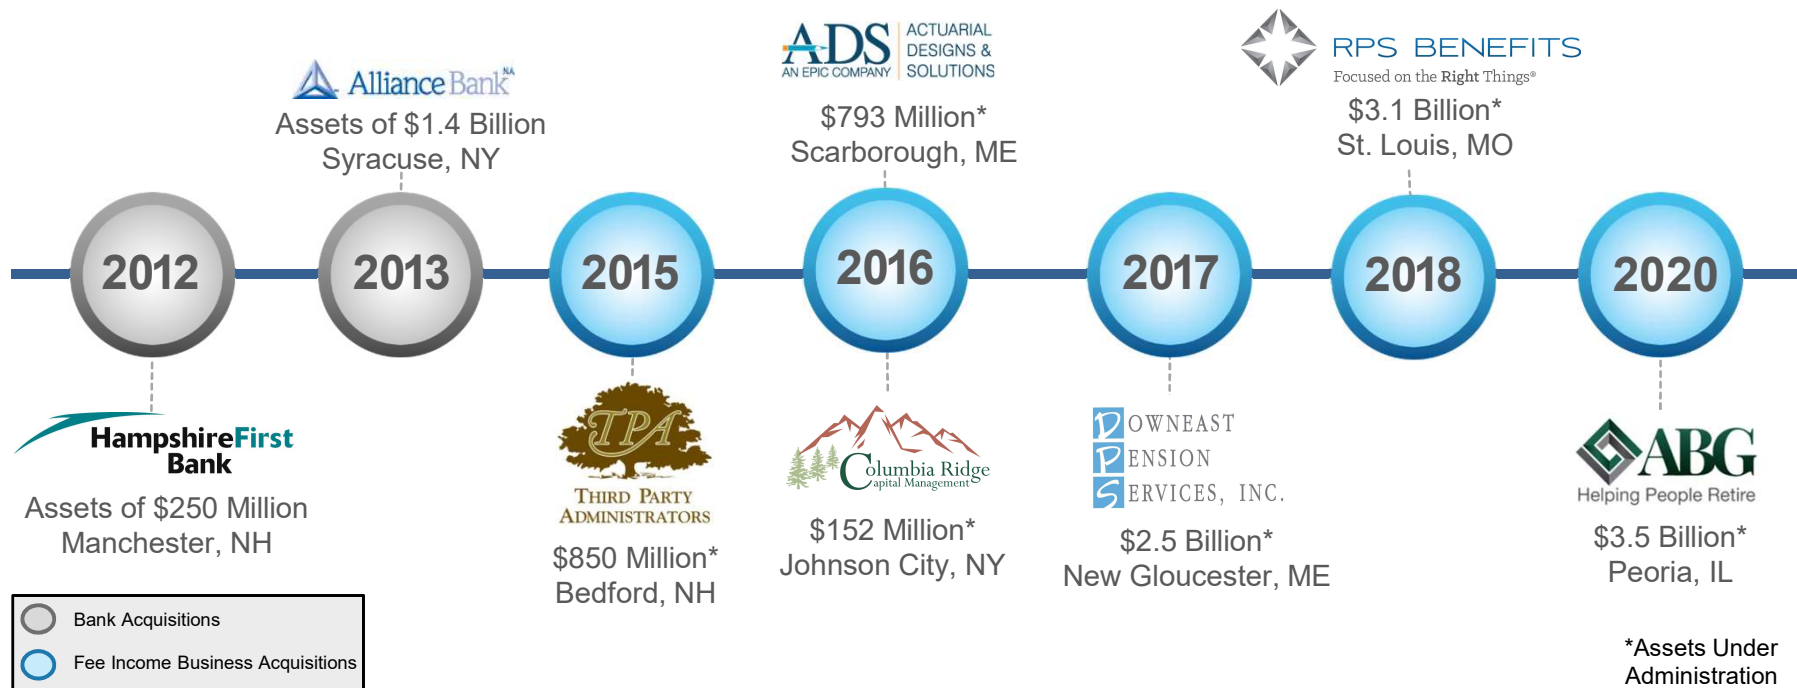 Alliance Bank NA
Assets of $1.4 Billion
Syracuse, NY
ADS
AN EPIC COMPANY
ACTUARIAL
DESIGNS &
SOLUTIONS
$793 Million*
Scarborough, ME
RPS BENEFITS
Focused on the Right Things®
$3.1 Billion*
St. Louis, MO
2012
2013
2015
2016
2017
2018
2020
HampshireFirst
Bank
Assets of $250 Million
Manchester, NH
TPA
THIRD PARTY
ADMINISTRATORS
$850 Million*
Bedford, NH
Columbia Ridge
Capital Management
$152 Million*
Johnson City, NY
DOWNEAST
PENSION
SERVICES, INC.
$2.5 Billion*
New Gloucester, ME
ABG
Helping People Retire
$3.5 Billion*
Peoria, IL
Bank Acquisitions
Fee Income Business Acquisitions
*Assets Under
Administration